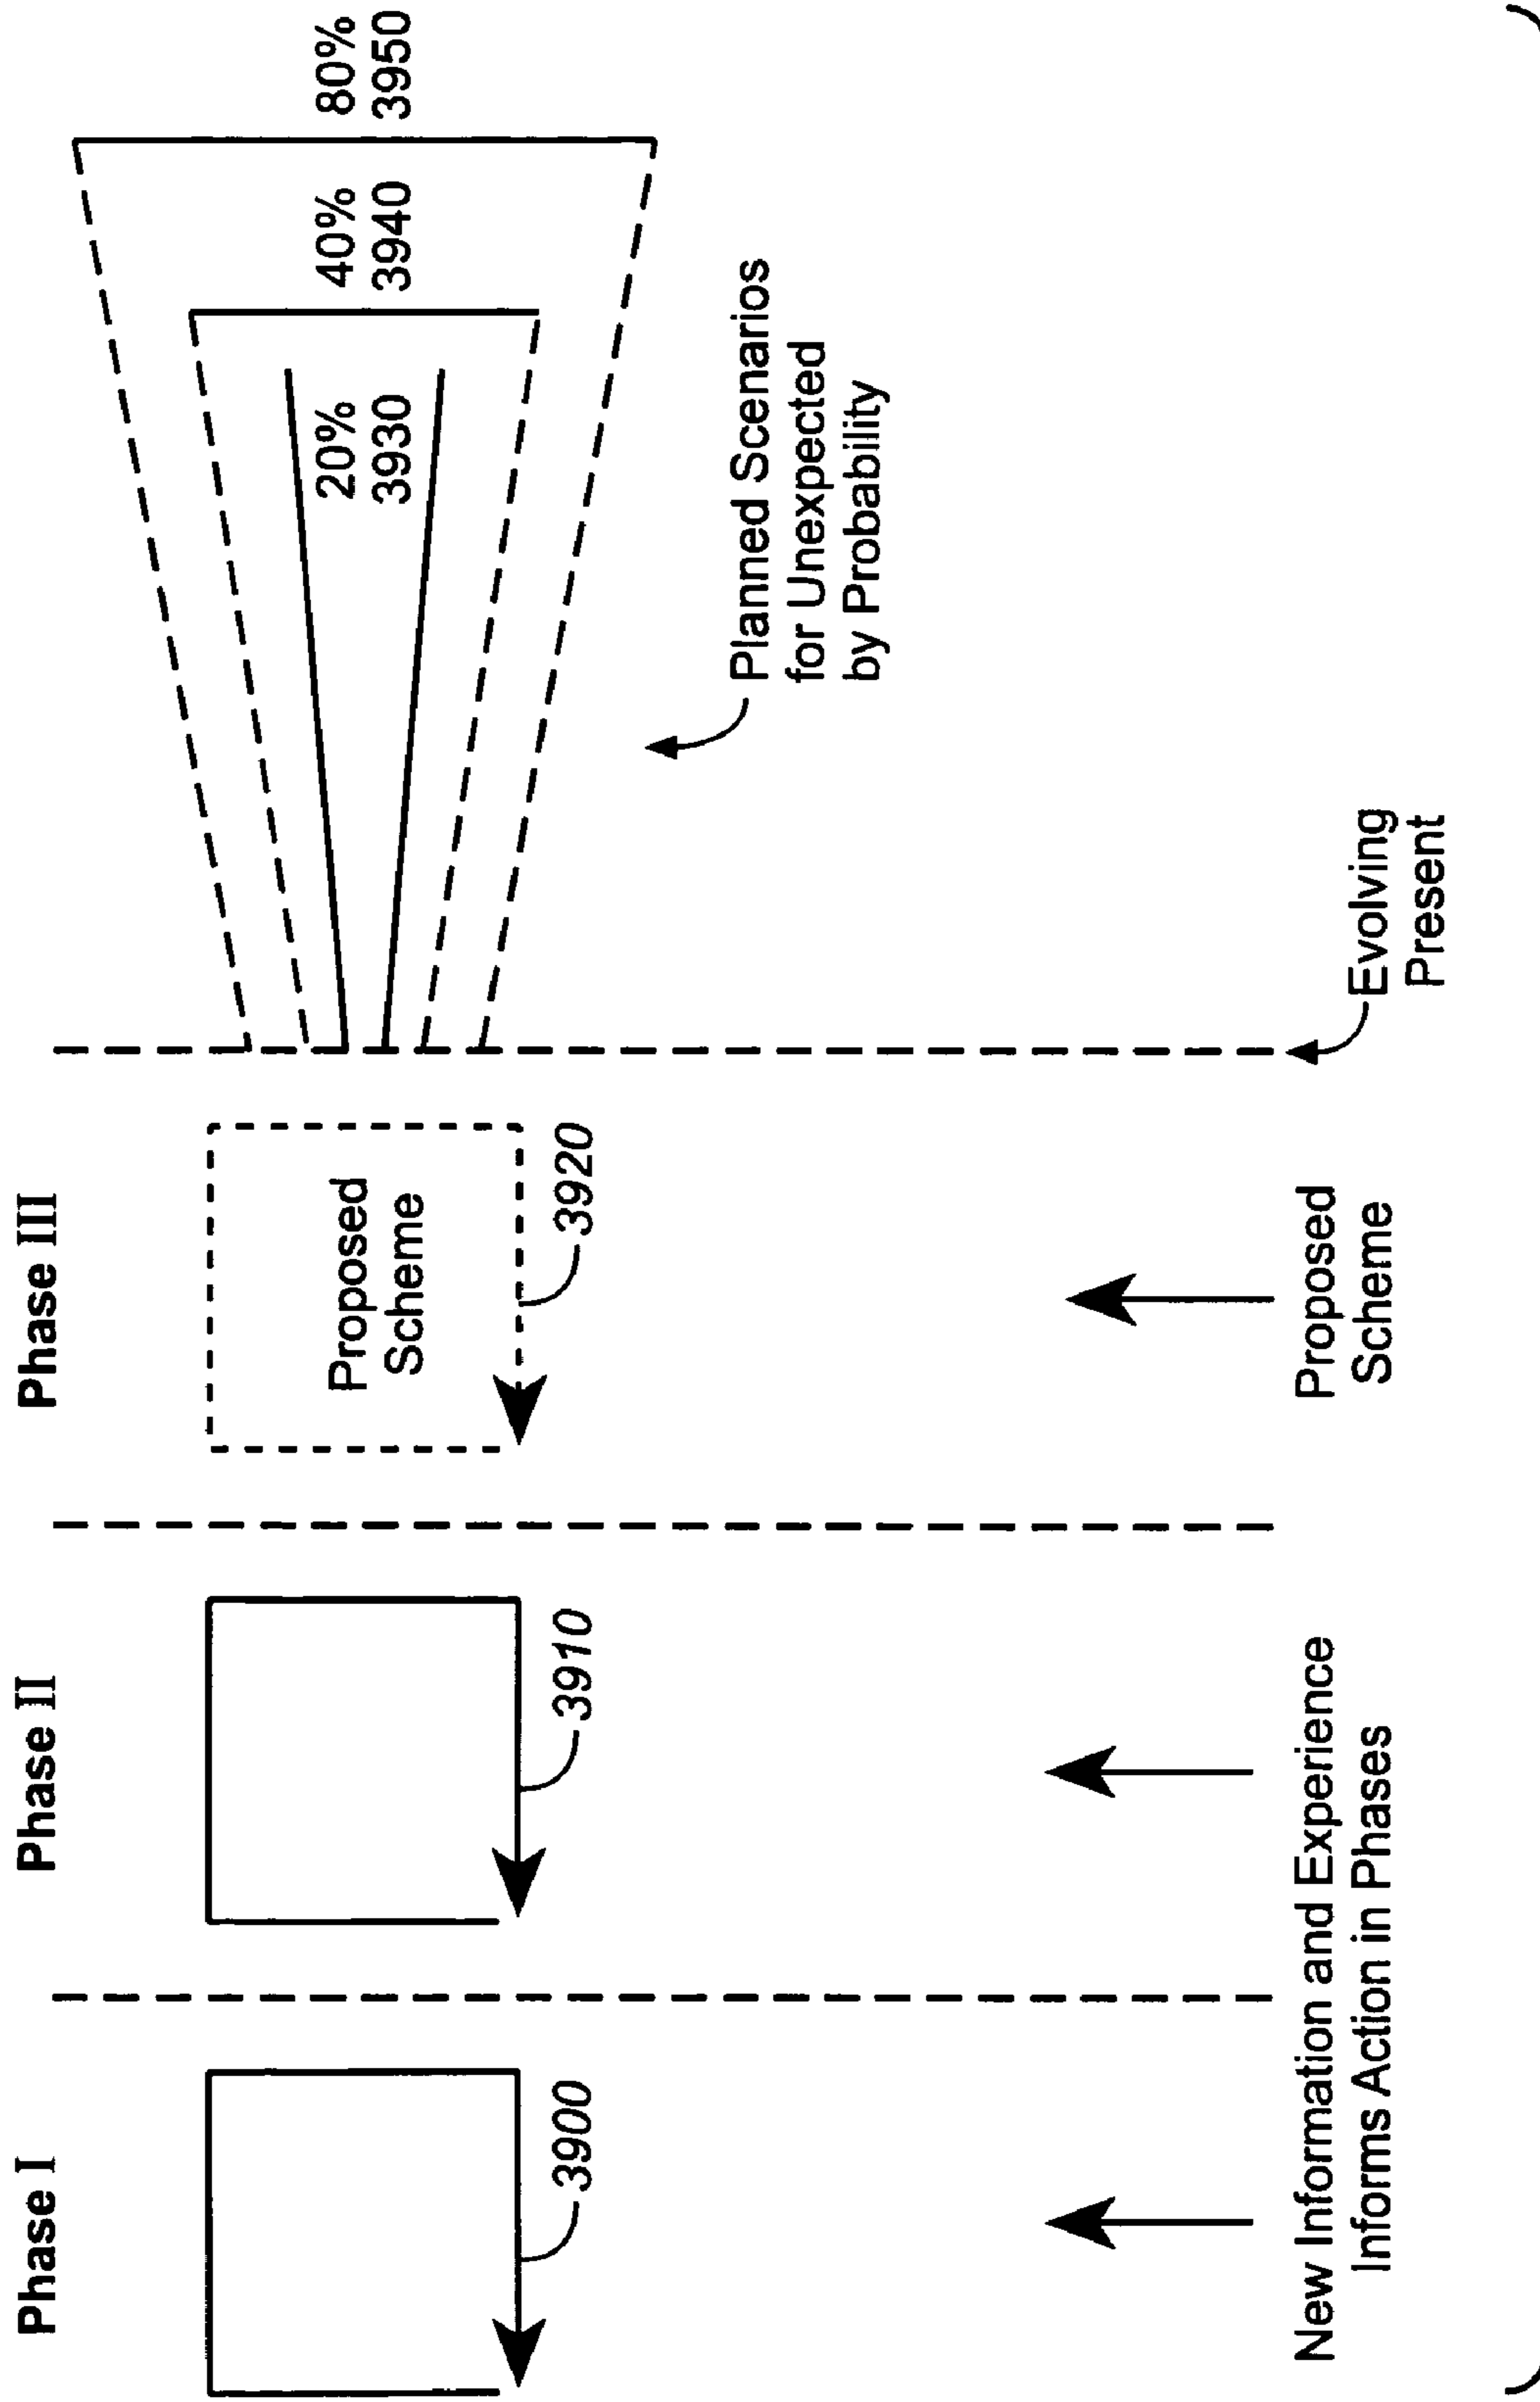 Phase I
Phase II
Phase III
Proposed
Scheme
20%
3930
40%
3940
80%
3950
3900
3910
3920
Planned Scenarios
for Unexpected
by Probability
New Information and Experience
Informs Action in Phases
Proposed
Scheme
Evolving
Present